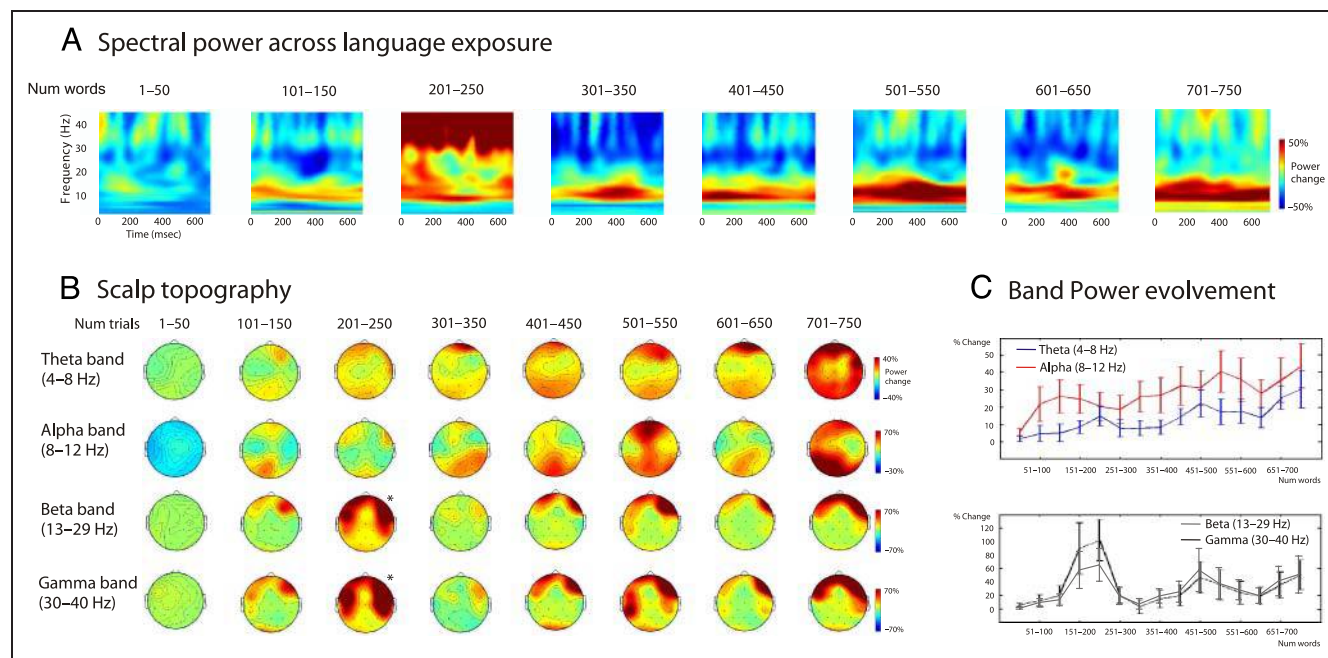 A Spectral power across language exposure
Num words 1–50 101–150 201–250 301–350 401–450 501–550 601–650 701–750
Frequency (Hz)
40
30
20
10
0 200 400 600 0 200 400 600 0 200 400 600 0 200 400 600 0 200 400 600 0 200 400 600 0 200 400 600 0 200 400 600
Time (msec)
50%
Power
change
–50%
B Scalp topography
Num trials 1–50 101–150 201–250 301–350 401–450 501–550 601–650 701–750
Theta band
(4–8 Hz)
40%
Power
change
–40%
Alpha band
(8–12 Hz)
70%
–30%
Beta band
(13–29 Hz)
*
70%
–70%
Gamma band
(30–40 Hz)
*
70%
–70%
C Band Power evolvement
% Change
50
40
30
20
10
0
Theta (4–8 Hz)
Alpha (8–12 Hz)
51–100 151–200 251–300 351–400 451–500 551–600 651–700
Num words
% Change
120
100
80
60
40
20
0
Beta (13–29 Hz)
Gamma (30–40 Hz)
51–100 151–200 251–300 351–400 451–500 551–600 651–700
Num words